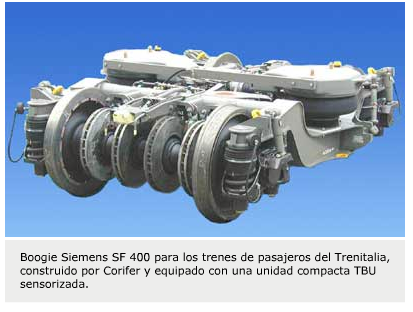 Boogie Siemens SF 400 para los trenes de pasajeros del Trenitalia,
construido por Corifer y equipado con una unidad compacta TBU
sensorizada.